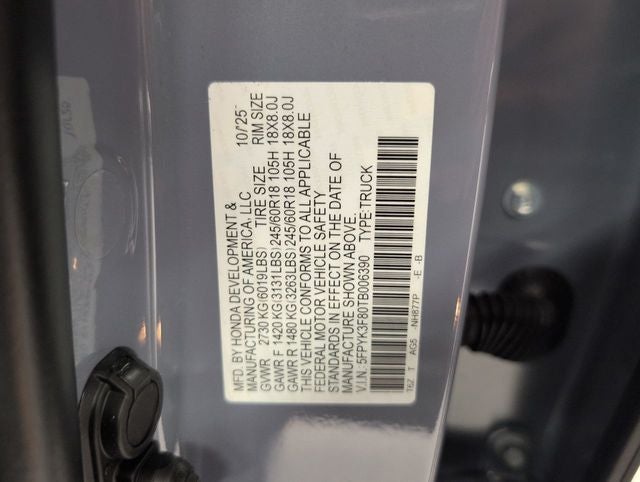 MFD. BY HONDA DEVELOPMENT &
MANUFACTURING OF AMERICA, LLC 10/25
GVWR 2730 KG(6019LBS) TIRE SIZE RIM SIZE
GAWR F 1420 KG(3131LBS) 245/60R18 105H 18X8.0J
GAWR R 1480 KG(3263LBS) 245/60R18 105H 18X8.0J
THIS VEHICLE CONFORMS TO ALL APPLICABLE
FEDERAL MOTOR VEHICLE SAFETY
STANDARDS IN EFFECT ON THE DATE OF
MANUFACTURE SHOWN ABOVE.
V.I.N. 5FPYK3F80TB006390 TYPE:TRUCK
T6Z T AG5 -NH877P -E -B